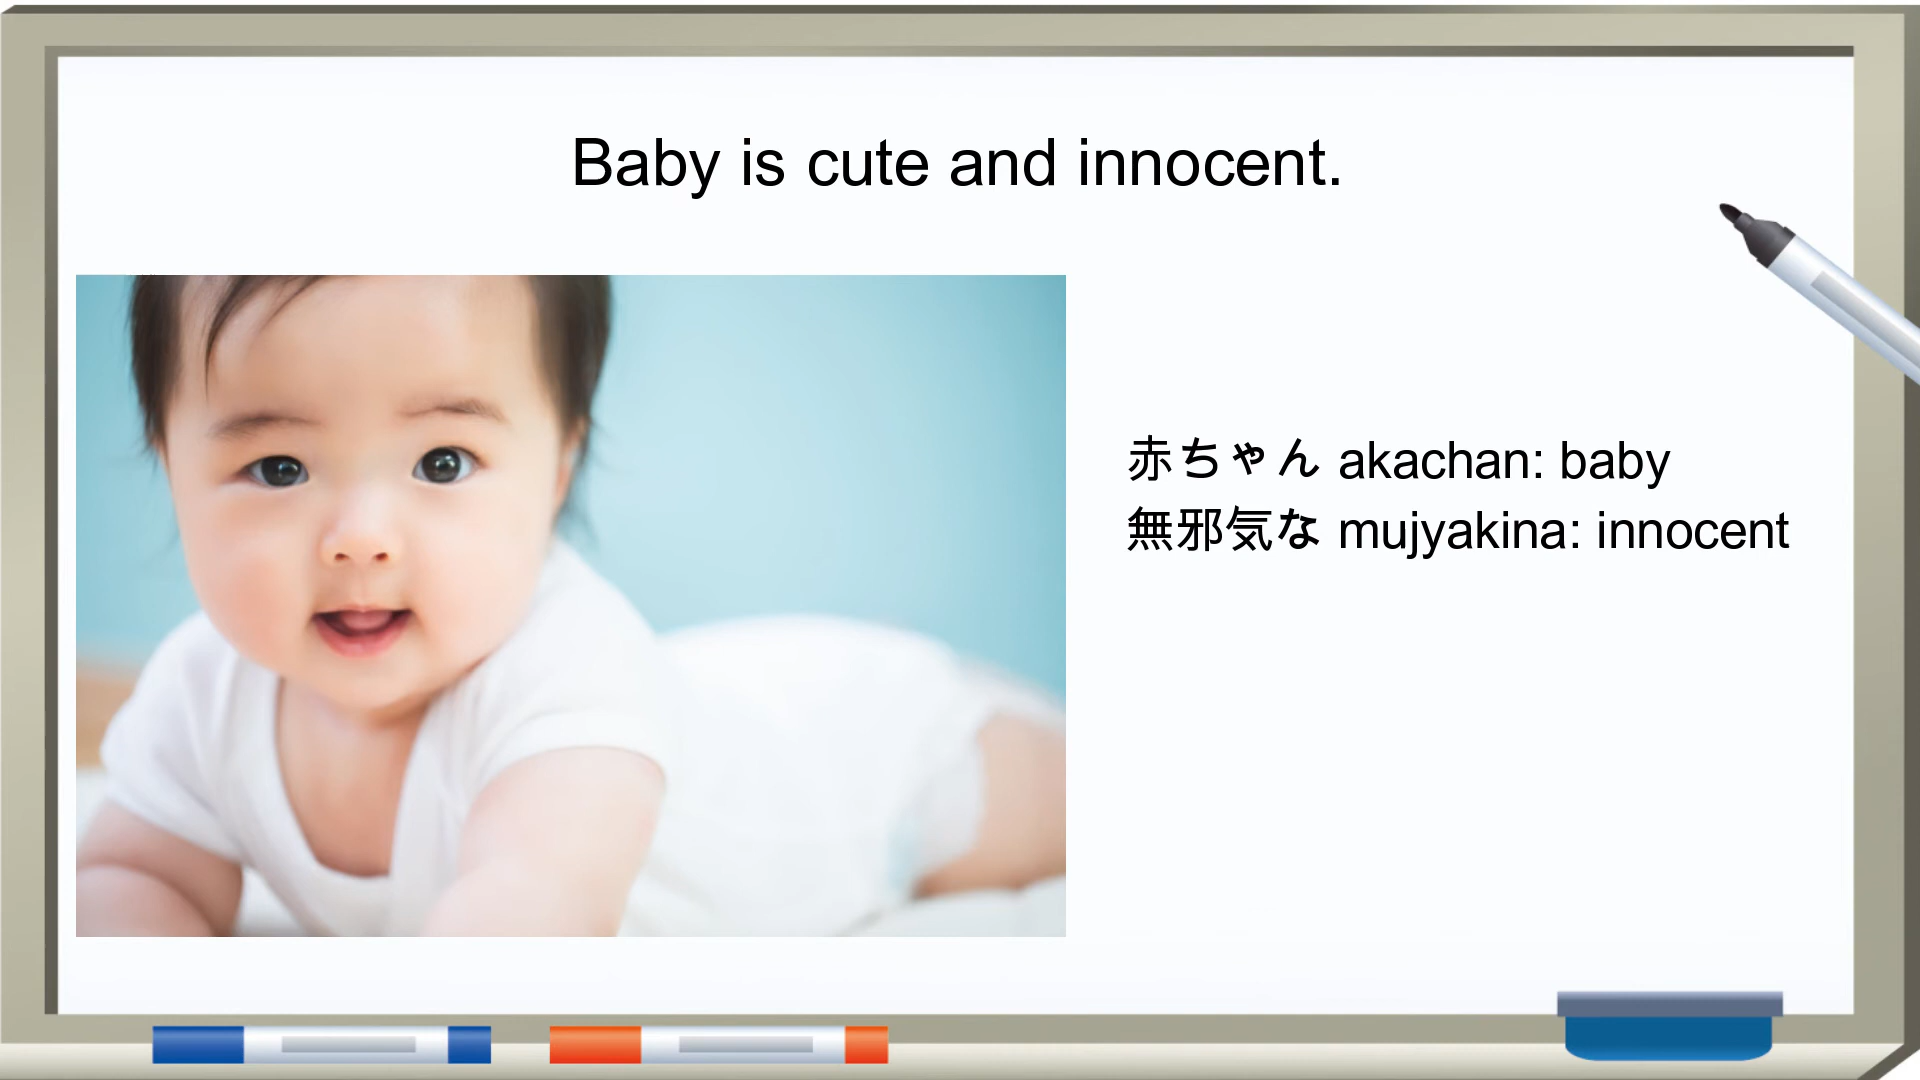 Baby is cute and innocent.
赤ちゃん akachan: baby
無邪気な mujyakina: innocent